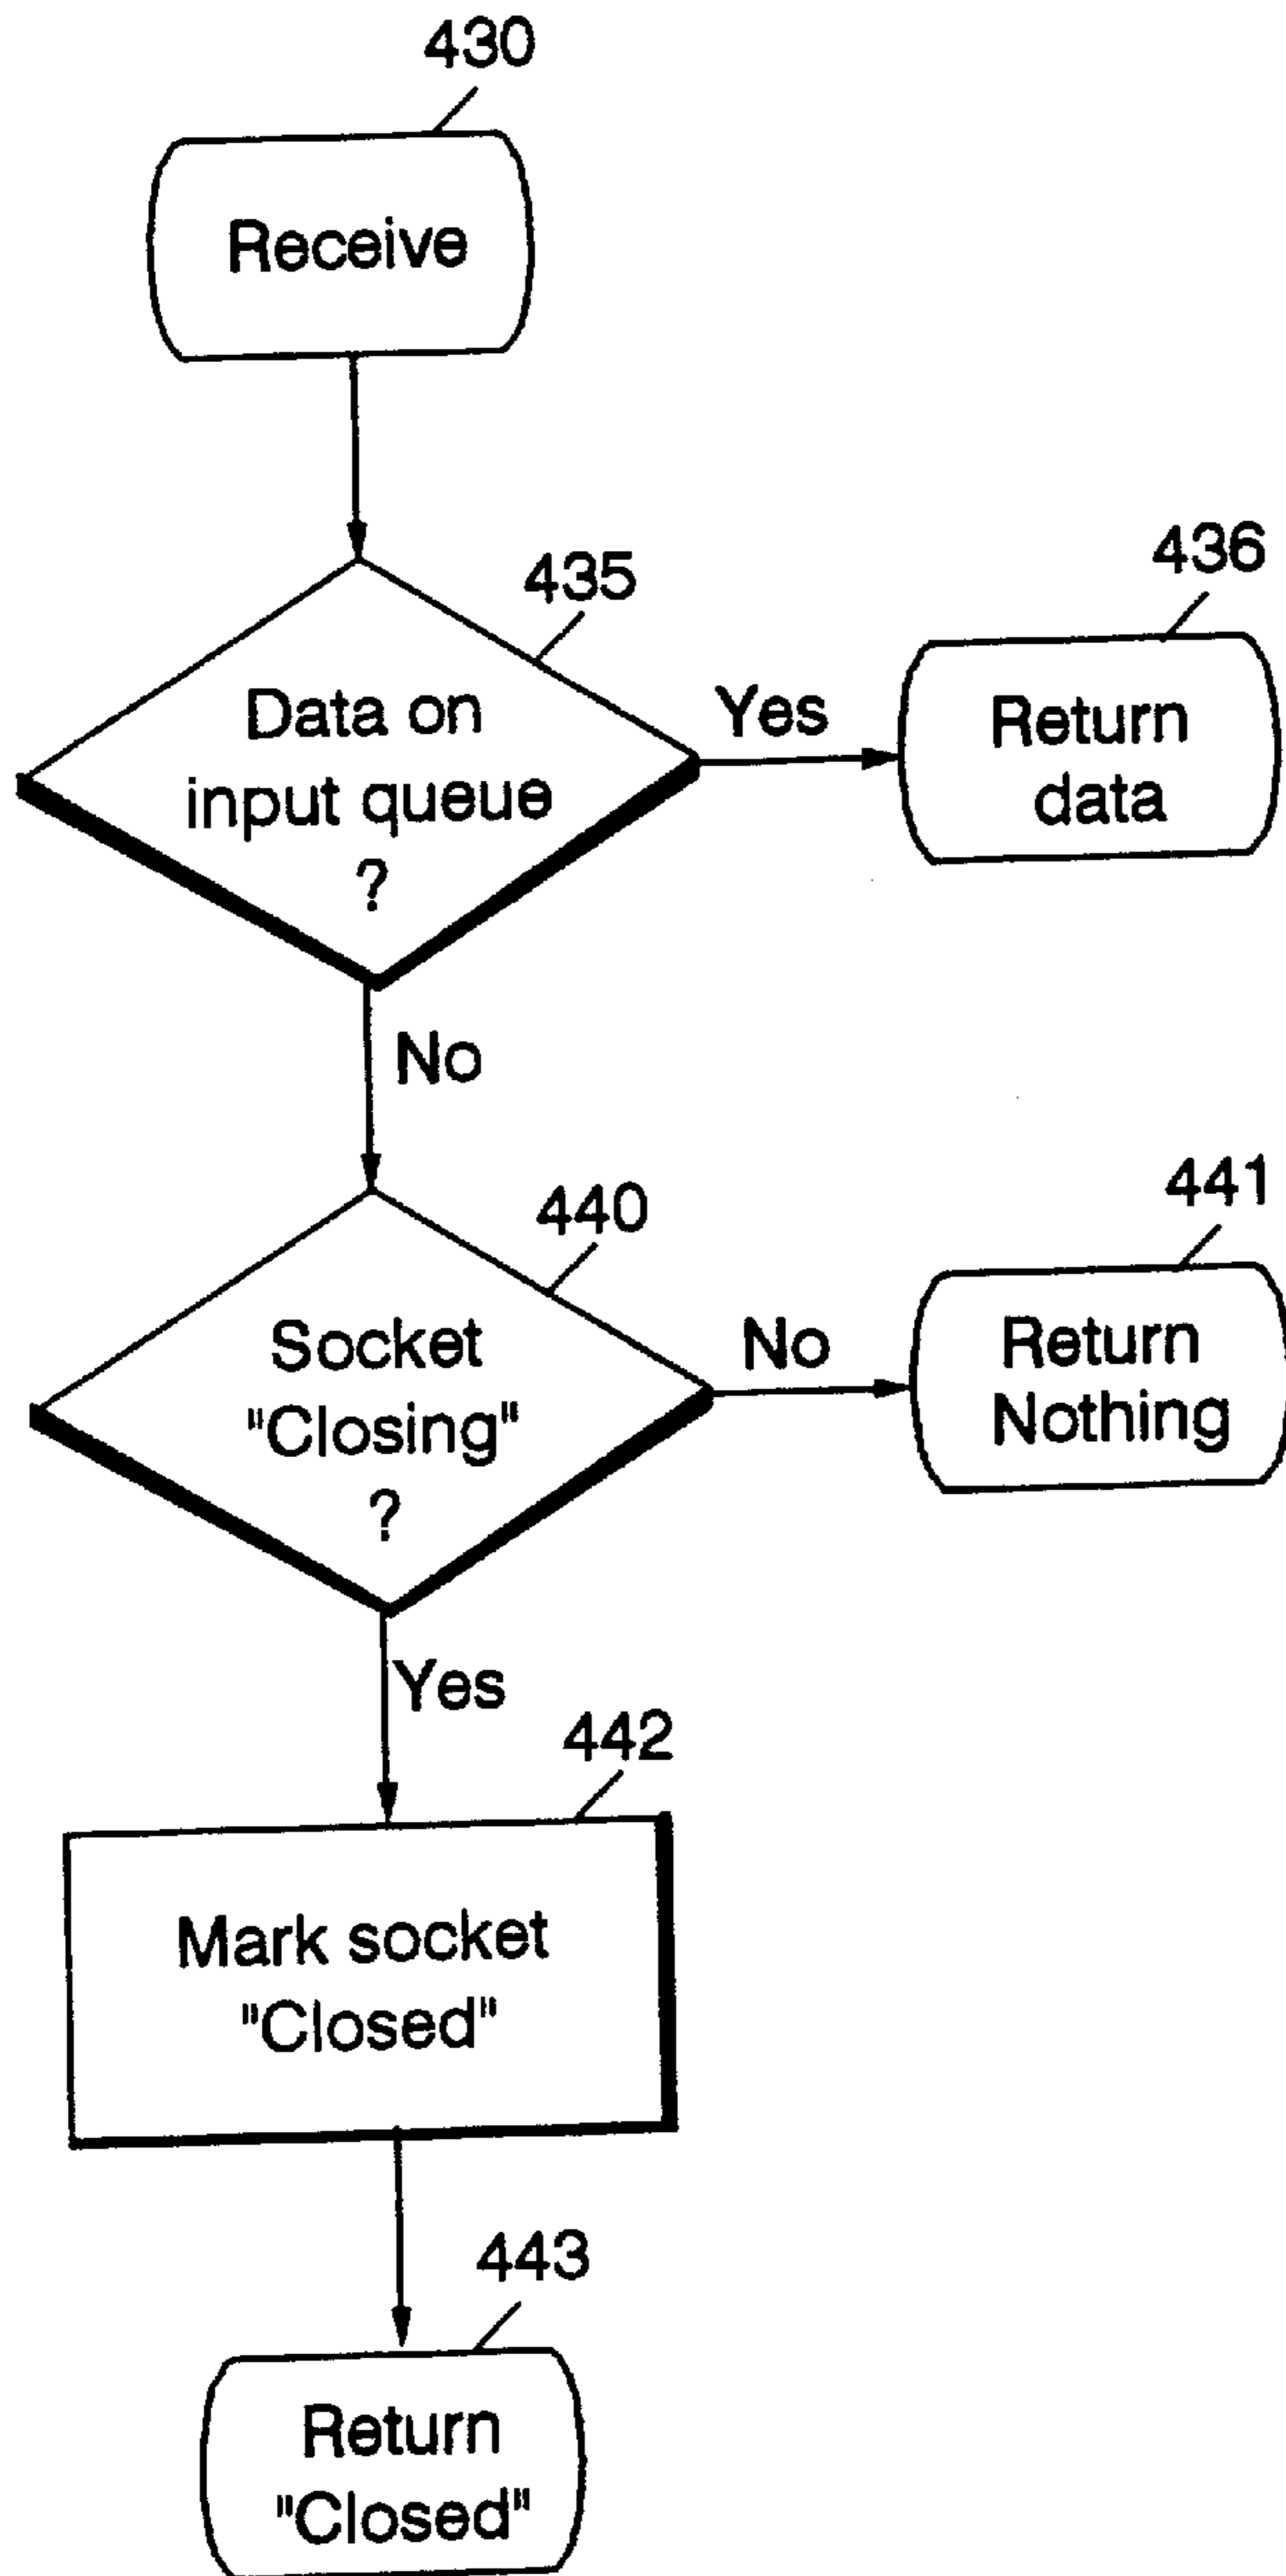 430
Receive
435
436
Data on
input queue
?
Yes
Return
data
No
440
441
Socket
"Closing"
?
No
Return
Nothing
Yes
442
Mark socket
"Closed"
443
Return
"Closed"